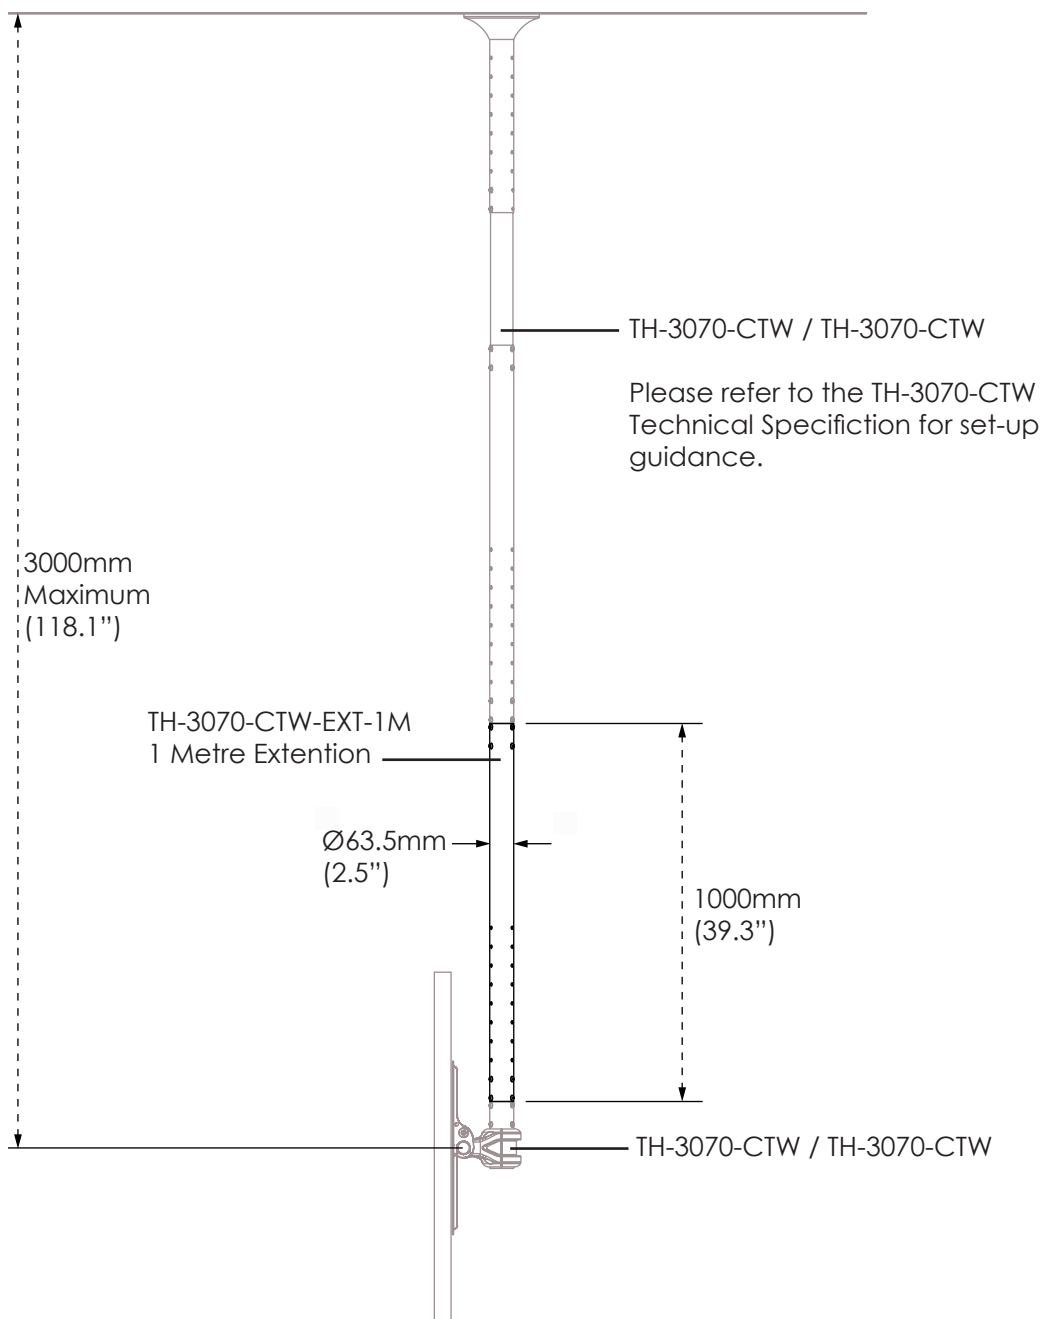 TH-3070-CTW / TH-3070-CTW
Please refer to the TH-3070-CTW
Technical Specifiction for set-up
guidance.
3000mm
Maximum
(118.1”)
TH-3070-CTW-EXT-1M
1 Metre Extention
Ø63.5mm
(2.5”)
1000mm
(39.3”)
TH-3070-CTW / TH-3070-CTW